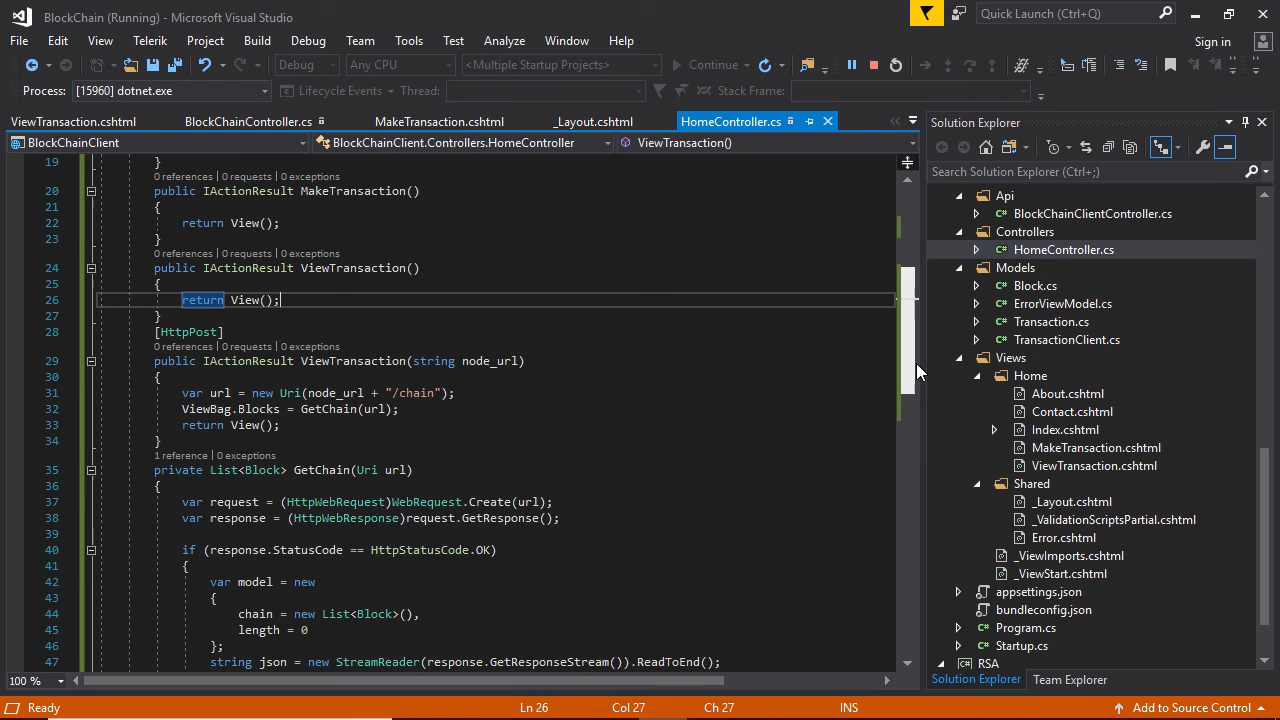 BlockChain (Running) - Microsoft Visual Studio
Quick Launch (Ctrl+Q)
File Edit View Telerik Project Build Debug Team Tools Test Analyze Window Help
Sign in
Debug Any CPU <Multiple Startup Projects> Continue
Process: [15960] dotnet.exe Lifecycle Events Thread: Stack Frame:
ViewTransaction.cshtml BlockChainController.cs MakeTransaction.cshtml _Layout.cshtml HomeController.cs
BlockChainClient BlockChainClient.Controllers.HomeController ViewTransaction()
19 }
0 references | 0 requests | 0 exceptions
20 public IActionResult MakeTransaction()
21 {
22 return View();
23 }
0 references | 0 requests | 0 exceptions
24 public IActionResult ViewTransaction()
25 {
26 return View();
27 }
28 [HttpPost]
0 references | 0 requests | 0 exceptions
29 public IActionResult ViewTransaction(string node_url)
30 {
31 var url = new Uri(node_url + "/chain");
32 ViewBag.Blocks = GetChain(url);
33 return View();
34 }
1 reference | 0 exceptions
35 private List<Block> GetChain(Uri url)
36 {
37 var request = (HttpWebRequest)WebRequest.Create(url);
38 var response = (HttpWebResponse)request.GetResponse();
39
40 if (response.StatusCode == HttpStatusCode.OK)
41 {
42 var model = new
43 {
44 chain = new List<Block>(),
45 length = 0
46 };
47 string json = new StreamReader(response.GetResponseStream()).ReadToEnd();
100 %
Solution Explorer
Search Solution Explorer (Ctrl+;)
Api
BlockChainClientController.cs
Controllers
HomeController.cs
Models
Block.cs
ErrorViewModel.cs
Transaction.cs
TransactionClient.cs
Views
Home
About.cshtml
Contact.cshtml
Index.cshtml
MakeTransaction.cshtml
ViewTransaction.cshtml
Shared
_Layout.cshtml
_ValidationScriptsPartial.cshtml
Error.cshtml
_ViewImports.cshtml
_ViewStart.cshtml
appsettings.json
bundleconfig.json
Program.cs
Startup.cs
RSA
Solution Explorer Team Explorer
Ready Ln 26 Col 27 Ch 27 INS Add to Source Control